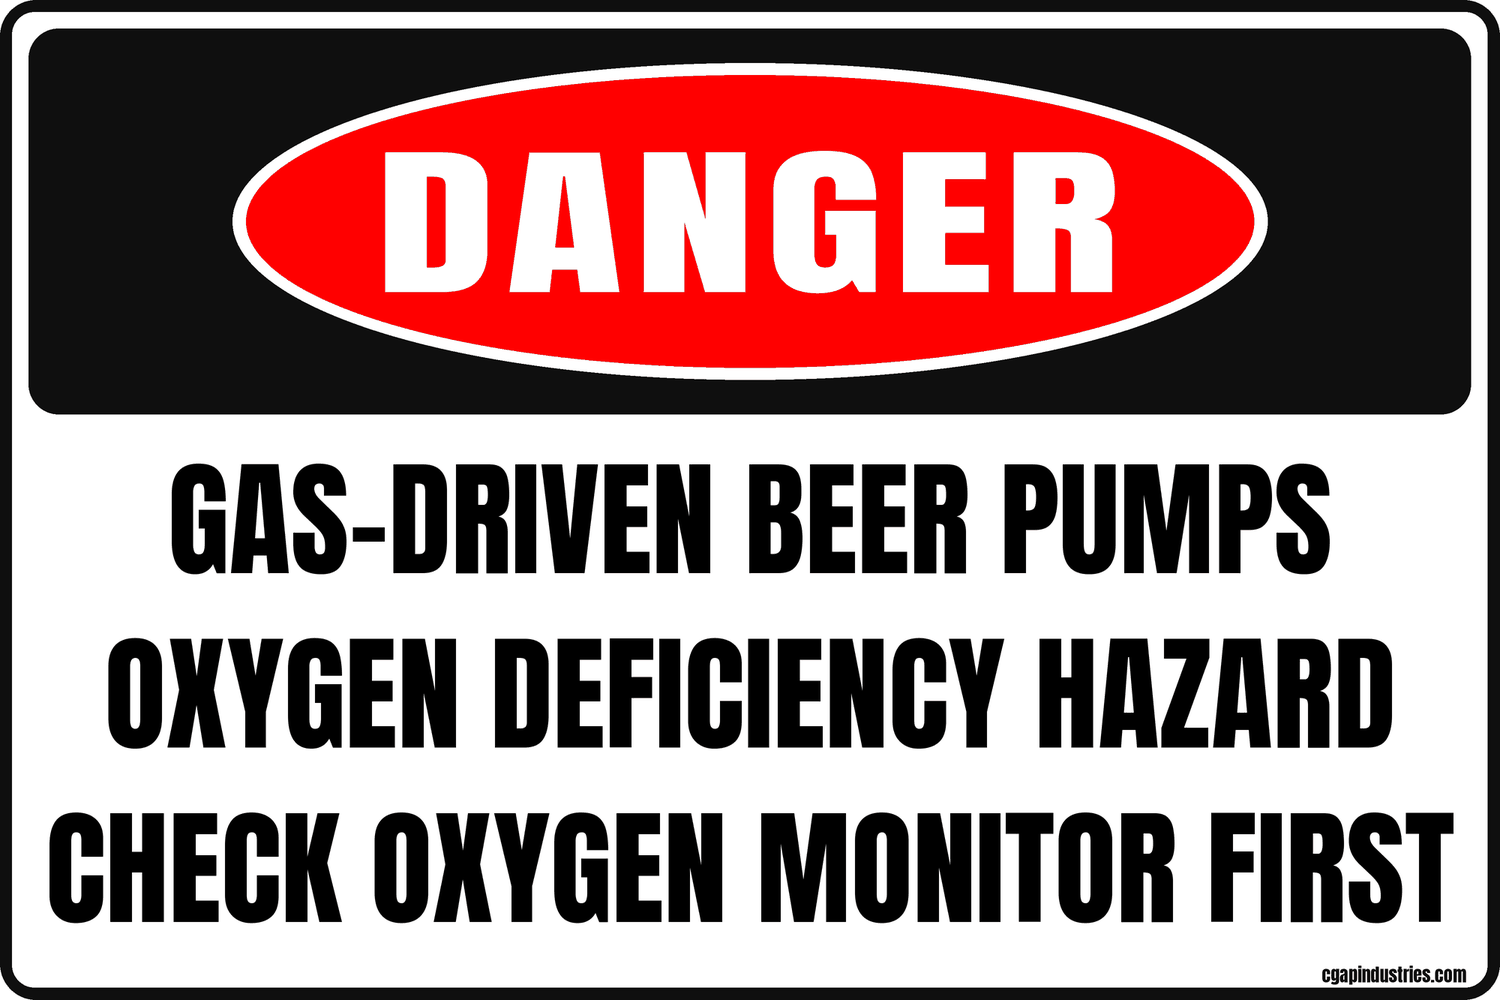 DANGER
GAS-DRIVEN BEER PUMPS
OXYGEN DEFICIENCY HAZARD
CHECK OXYGEN MONITOR FIRST
cgapindustries.com